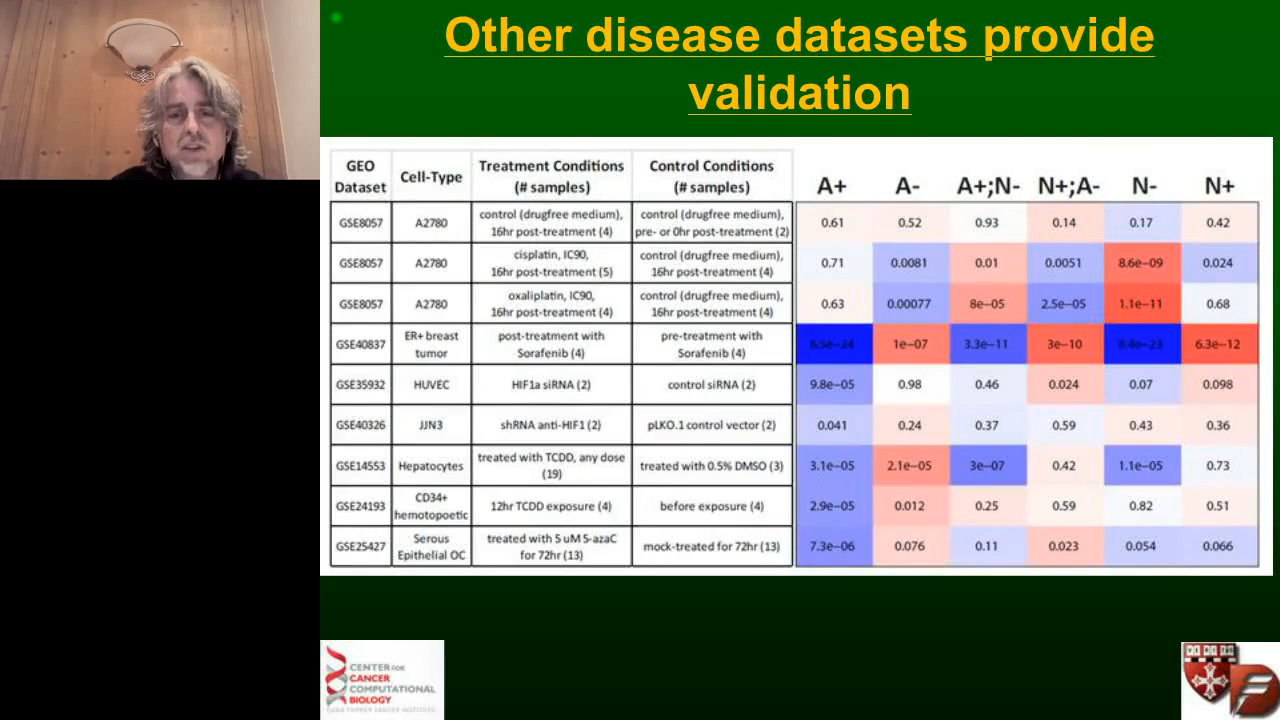 Other disease datasets provide
validation
GEO Dataset Cell-Type Treatment Conditions (# samples) Control Conditions (# samples) A+ A- A+;N- N+;A- N- N+
GSE8057 A2780 control (drugfree medium), 16hr post-treatment (4) control (drugfree medium), pre- or 0hr post-treatment (2) 0.61 0.52 0.93 0.14 0.17 0.42
GSE8057 A2780 cisplatin, IC90, 16hr post-treatment (5) control (drugfree medium), 16hr post-treatment (4) 0.71 0.0081 0.01 0.0051 8.6e−09 0.024
GSE8057 A2780 oxaliplatin, IC90, 16hr post-treatment (4) control (drugfree medium), 16hr post-treatment (4) 0.63 0.00077 8e−05 2.5e−05 1.1e−11 0.68
GSE40837 ER+ breast tumor post-treatment with Sorafenib (4) pre-treatment with Sorafenib (4) 1e−07 3.3e−11 3e−10 6.3e−12
GSE35932 HUVEC HIF1a siRNA (2) control siRNA (2) 9.8e−05 0.98 0.46 0.024 0.07 0.098
GSE40326 JJN3 shRNA anti-HIF1 (2) pLKO.1 control vector (2) 0.041 0.24 0.37 0.59 0.43 0.36
GSE14553 Hepatocytes treated with TCDD, any dose (19) treated with 0.5% DMSO (3) 3.1e−05 2.1e−05 3e−07 0.42 1.1e−05 0.73
GSE24193 CD34+ hemotopoetic 12hr TCDD exposure (4) before exposure (4) 2.9e−05 0.012 0.25 0.59 0.82 0.51
GSE25427 Serous Epithelial OC treated with 5 uM 5-azaC for 72hr (13) mock-treated for 72hr (13) 7.3e−06 0.076 0.11 0.023 0.054 0.066
CENTER FOR
CANCER
COMPUTATIONAL
BIOLOGY
DANA-FARBER CANCER INSTITUTE